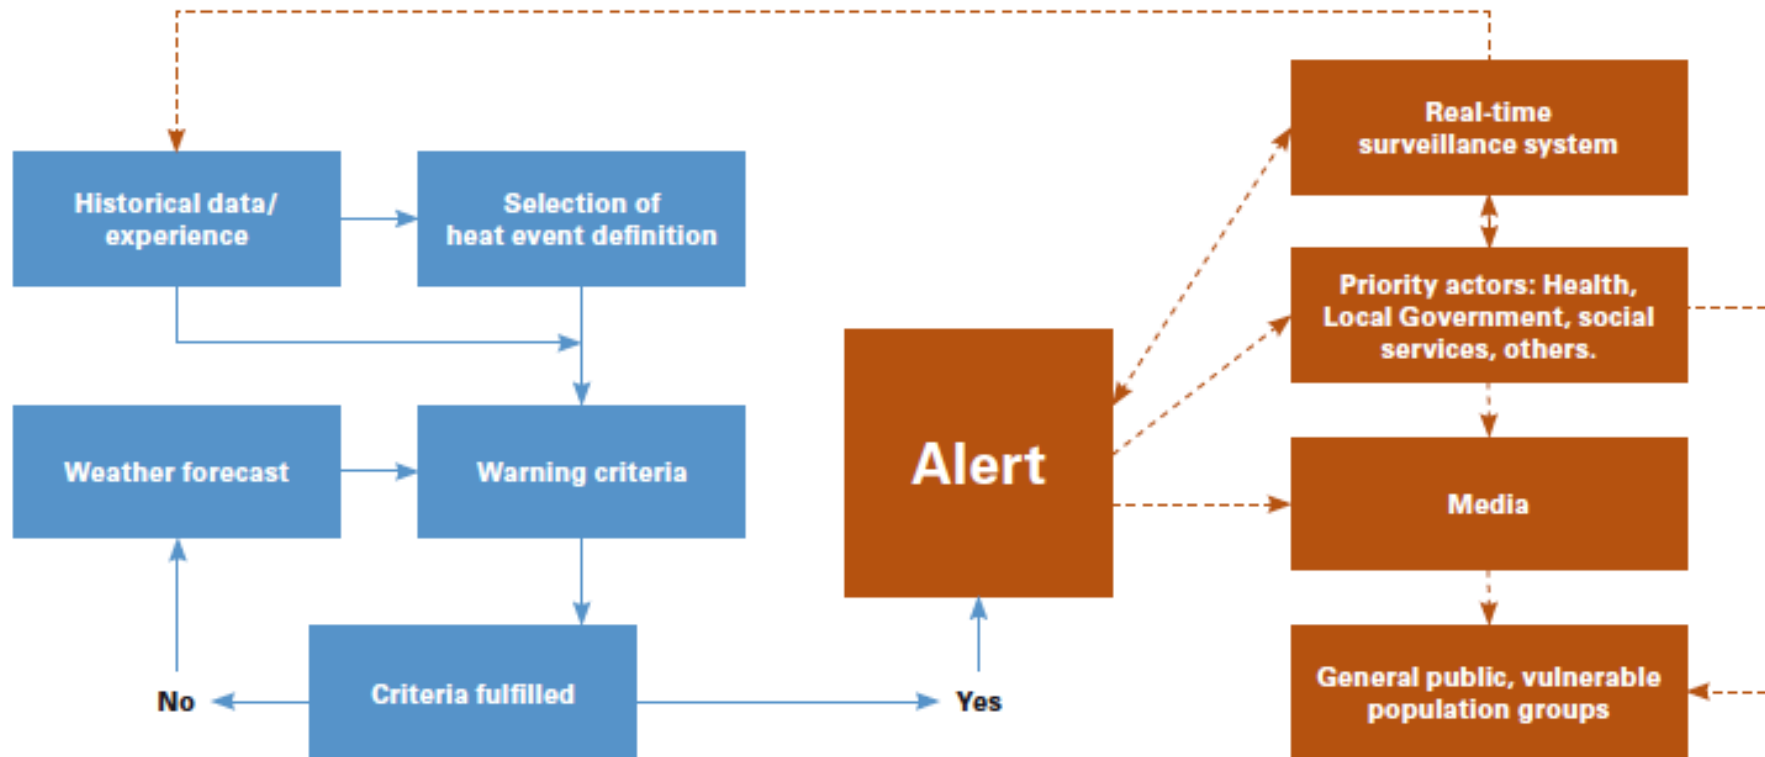 Real-time
surveillance system
Historical data/
experience
Selection of
heat event definition
Priority actors: Health,
Local Government, social
services, others.
Alert
Weather forecast
Warning criteria
Media
No
Criteria fulfilled
Yes
General public, vulnerable
population groups